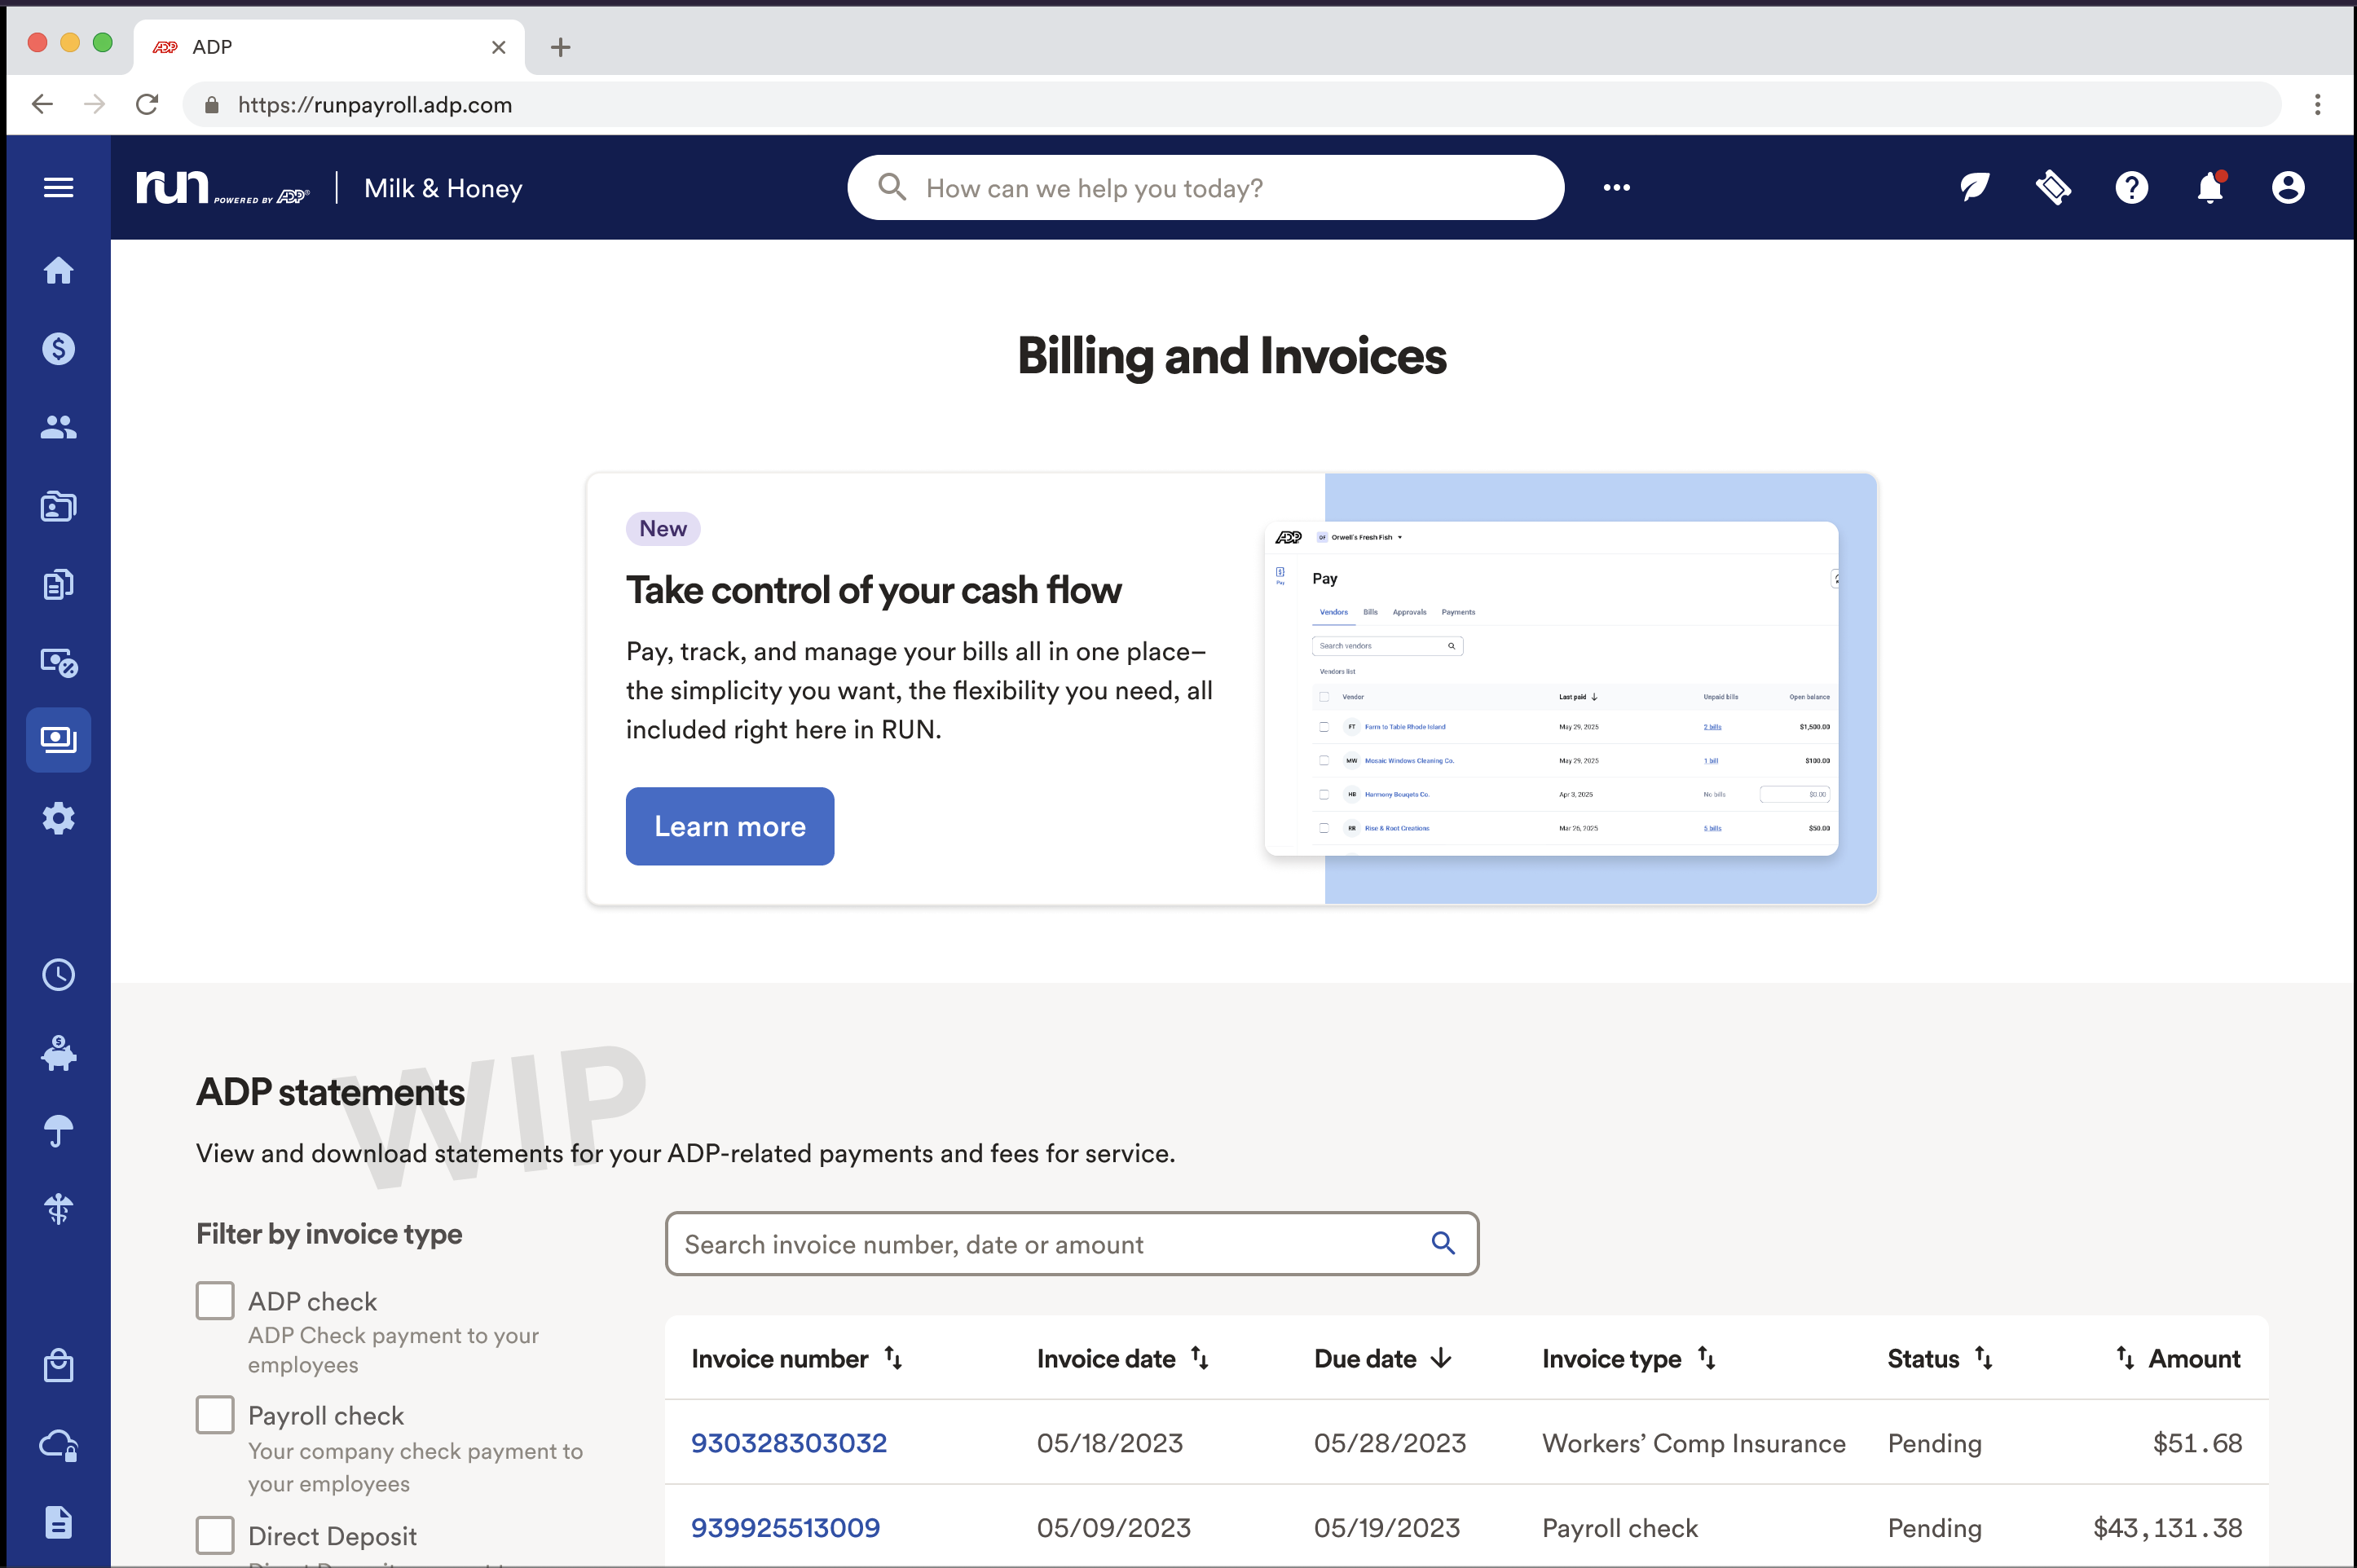 ADP ADP
https://runpayroll.adp.com
run POWERED BY ADP Milk & Honey
How can we help you today?
Billing and Invoices
New
Take control of your cash flow
Pay, track, and manage your bills all in one place–
the simplicity you want, the flexibility you need, all
included right here in RUN.
Learn more
ADP OF Orwell's Fresh Fish
Pay
Pay
Vendors Bills Approvals Payments
Search vendors
Vendors list
Vendor Last paid Unpaid bills Open balance
FT Farm to Table Rhode Island May 29, 2025 2 bills $1,500.00
MW Mosaic Windows Cleaning Co. May 29, 2025 1 bill $100.00
HB Harmony Bouqets Co. Apr 3, 2025 No bills $0.00
RR Rise & Root Creations Mar 26, 2025 5 bills $50.00
WIP
ADP statements
View and download statements for your ADP-related payments and fees for service.
Filter by invoice type
Search invoice number, date or amount
ADP check
ADP Check payment to your
employees
Payroll check
Your company check payment to
your employees
Direct Deposit
Invoice number Invoice date Due date Invoice type Status Amount
930328303032 05/18/2023 05/28/2023 Workers’ Comp Insurance Pending $51.68
939925513009 05/09/2023 05/19/2023 Payroll check Pending $43,131.38